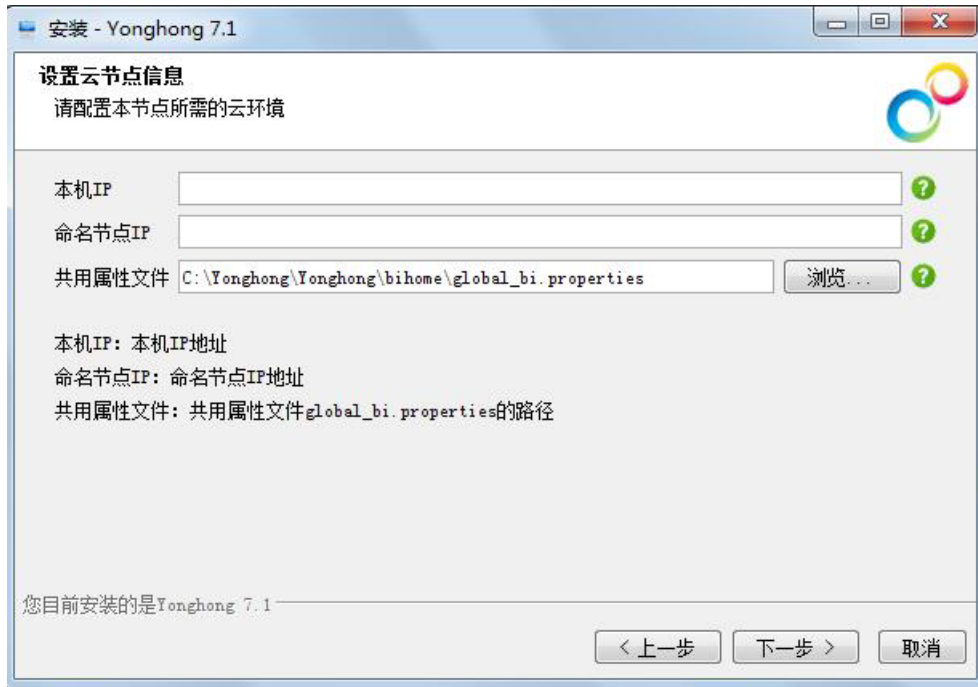 安装 - Yonghong 7.1
设置云节点信息
请配置本节点所需的云环境
本机IP
命名节点IP
共用属性文件 C:\Yonghong\Yonghong\bihome\global_bi.properties 浏览...
本机IP: 本机IP地址
命名节点IP: 命名节点IP地址
共用属性文件: 共用属性文件global_bi.properties的路径
您目前安装的是Yonghong 7.1
< 上一步 下一步 > 取消